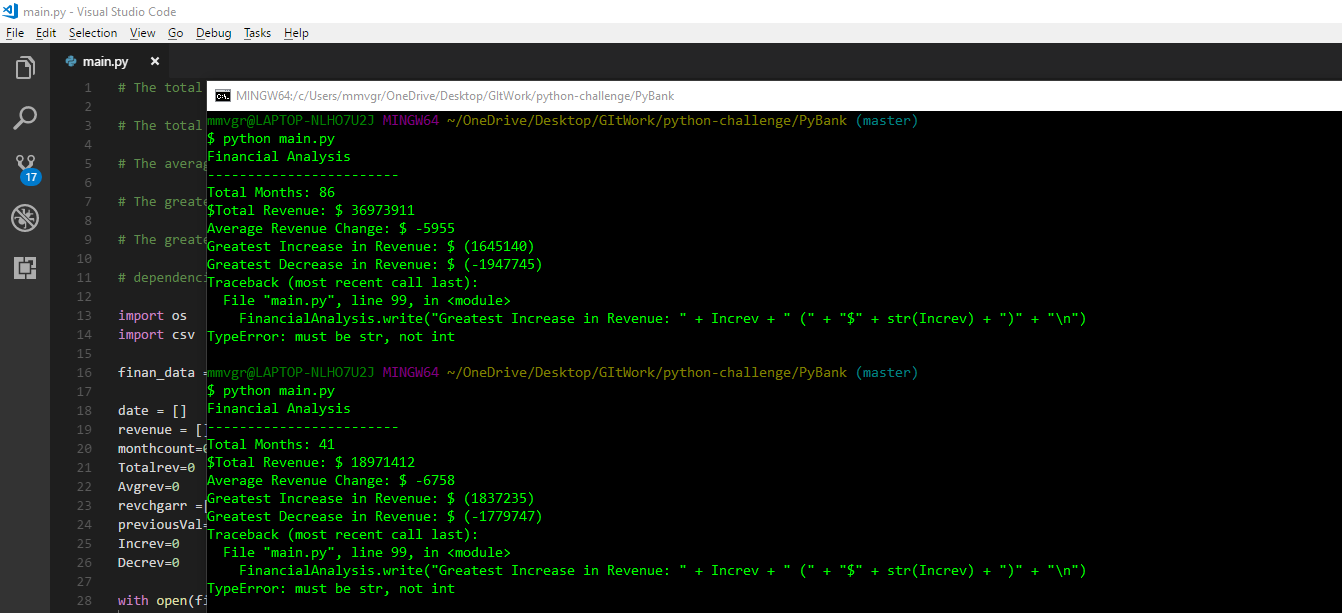 main.py - Visual Studio Code
File Edit Selection View Go Debug Tasks Help
main.py ×
17
1 # The total
2
3 # The total
4
5 # The averag
6
7 # The greate
8
9 # The greate
10
11 # dependenci
12
13 import os
14 import csv
15
16 finan_data =
17
18 date = []
19 revenue = []
20 monthcount=0
21 Totalrev=0
22 Avgrev=0
23 revchgarr =[
24 previousVal=
25 Increv=0
26 Decrev=0
27
28 with open(fi
MINGW64:/c/Users/mmvgr/OneDrive/Desktop/GItWork/python-challenge/PyBank
mmvgr@LAPTOP-NLHO7U2J MINGW64 ~/OneDrive/Desktop/GItWork/python-challenge/PyBank (master)
$ python main.py
Financial Analysis
------------------------
Total Months: 86
$Total Revenue: $ 36973911
Average Revenue Change: $ -5955
Greatest Increase in Revenue: $ (1645140)
Greatest Decrease in Revenue: $ (-1947745)
Traceback (most recent call last):
  File "main.py", line 99, in <module>
    FinancialAnalysis.write("Greatest Increase in Revenue: " + Increv + " (" + "$" + str(Increv) + ")" + "\n")
TypeError: must be str, not int
mmvgr@LAPTOP-NLHO7U2J MINGW64 ~/OneDrive/Desktop/GItWork/python-challenge/PyBank (master)
$ python main.py
Financial Analysis
------------------------
Total Months: 41
$Total Revenue: $ 18971412
Average Revenue Change: $ -6758
Greatest Increase in Revenue: $ (1837235)
Greatest Decrease in Revenue: $ (-1779747)
Traceback (most recent call last):
  File "main.py", line 99, in <module>
    FinancialAnalysis.write("Greatest Increase in Revenue: " + Increv + " (" + "$" + str(Increv) + ")" + "\n")
TypeError: must be str, not int